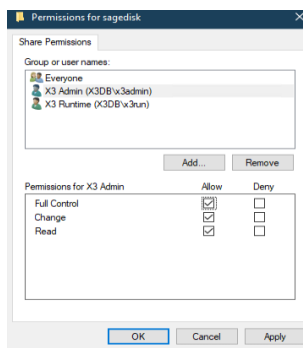 Permissions for sagedisk
Share Permissions
Group or user names:
Everyone
X3 Admin (X3DB\x3admin)
X3 Runtime (X3DB\x3run)
Add... Remove
Permissions for X3 Admin Allow Deny
Full Control
Change
Read
OK Cancel Apply